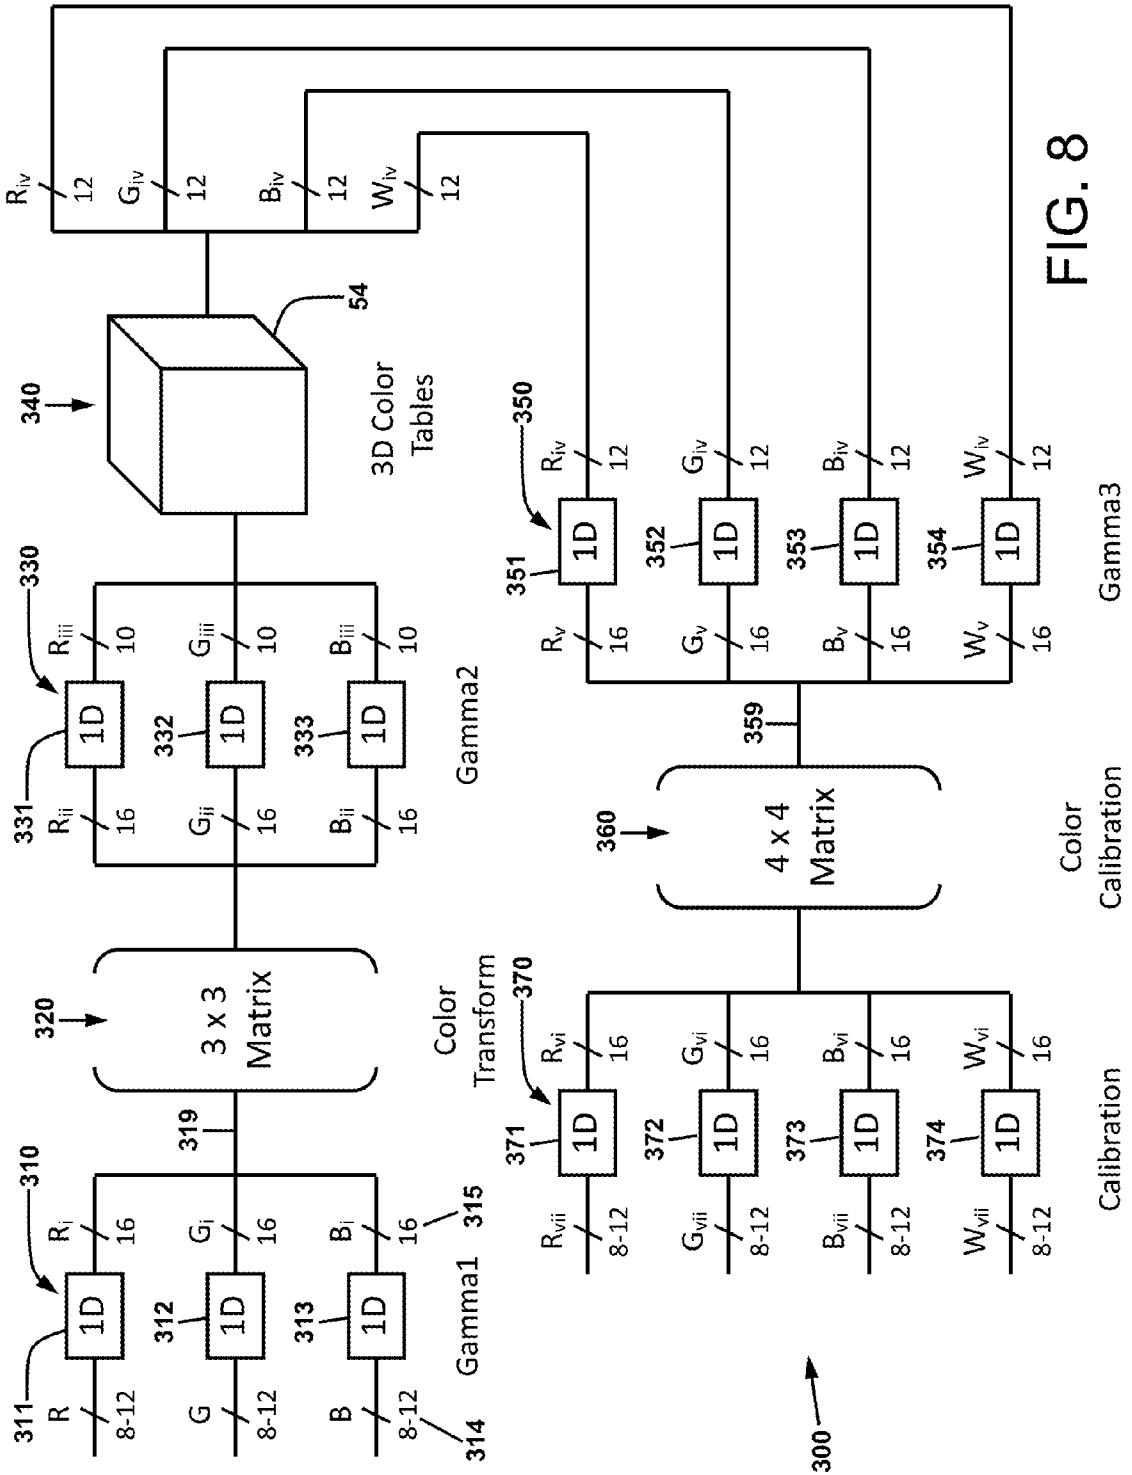 310
311
R
8-12
1D
Ri
16
312
G
8-12
1D
Gi
16
313
B
8-12
314
1D
Bi
16
315
Gamma1
319
320
3 x 3
Matrix
Color
Transform
330
331
Rii
16
1D
Riii
10
332
Gii
16
1D
Giii
10
333
Bii
16
1D
Biii
10
Gamma2
340
54
3D Color
Tables
Riv
12
Giv
12
Biv
12
Wiv
12
350
351
Rv
16
1D
Riv
12
352
Gv
16
1D
Giv
12
353
Bv
16
1D
Biv
12
354
Wv
16
1D
Wiv
12
Gamma3
359
360
4 x 4
Matrix
Color
Calibration
370
371
Rvii
8-12
1D
Rvi
16
372
Gvii
8-12
1D
Gvi
16
373
Bvii
8-12
1D
Bvi
16
374
Wvii
8-12
1D
Wvi
16
Calibration
300
FIG. 8